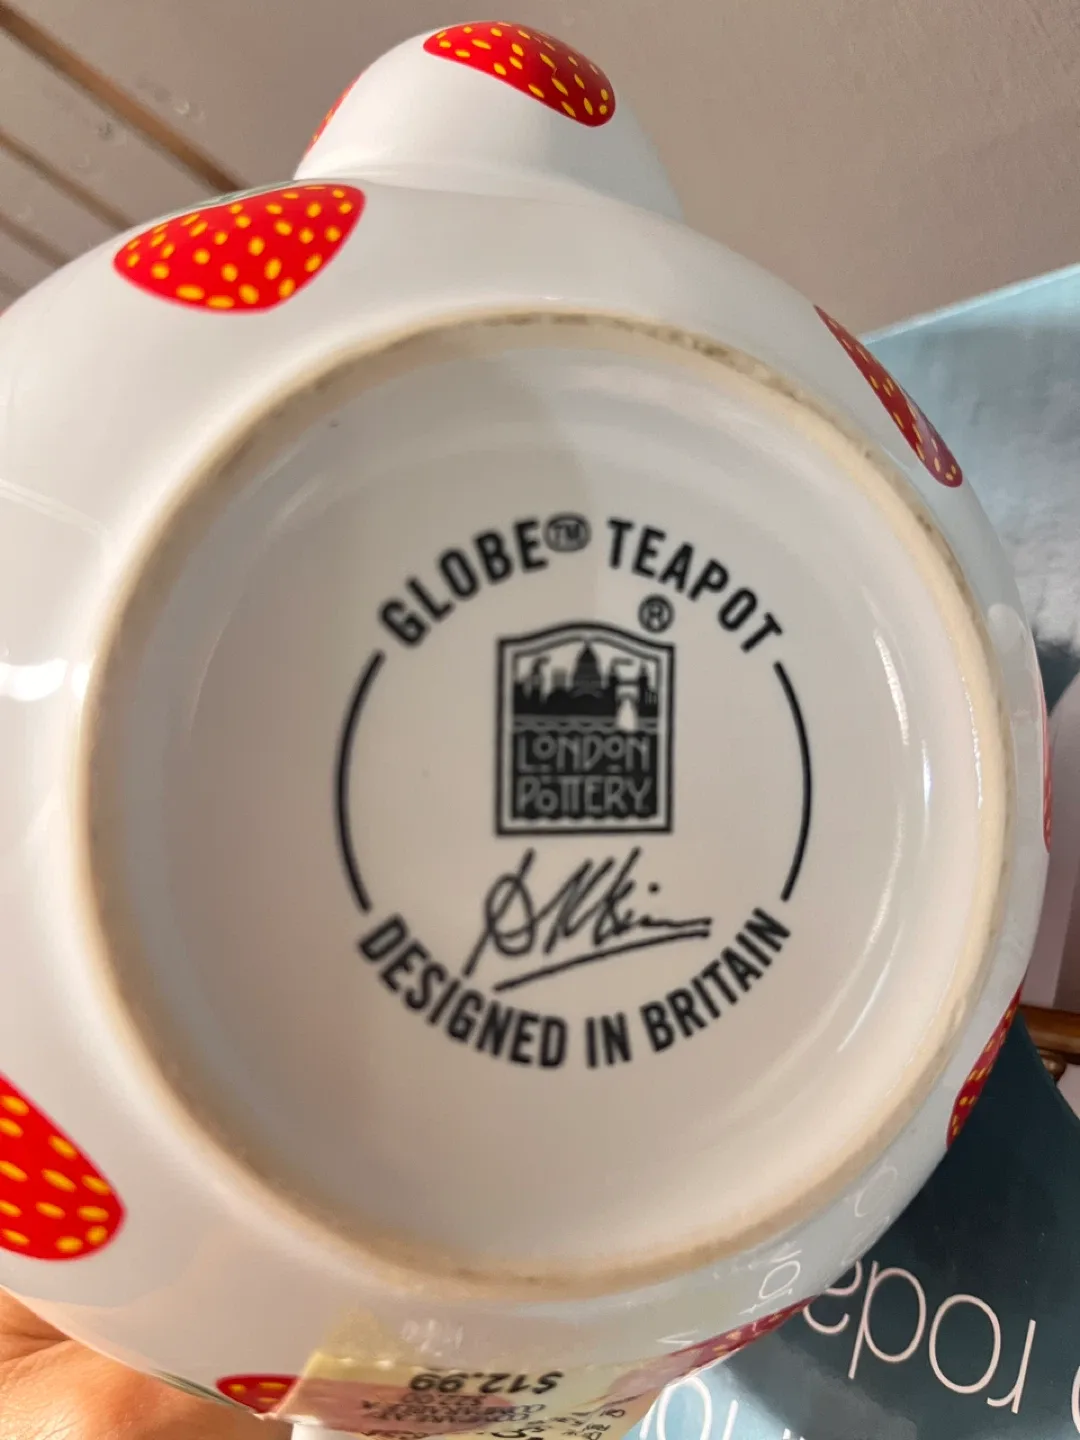 GLOBE™ TEAPOT
®
LONDON
POTTERY
DESIGNED IN BRITAIN
$12.99